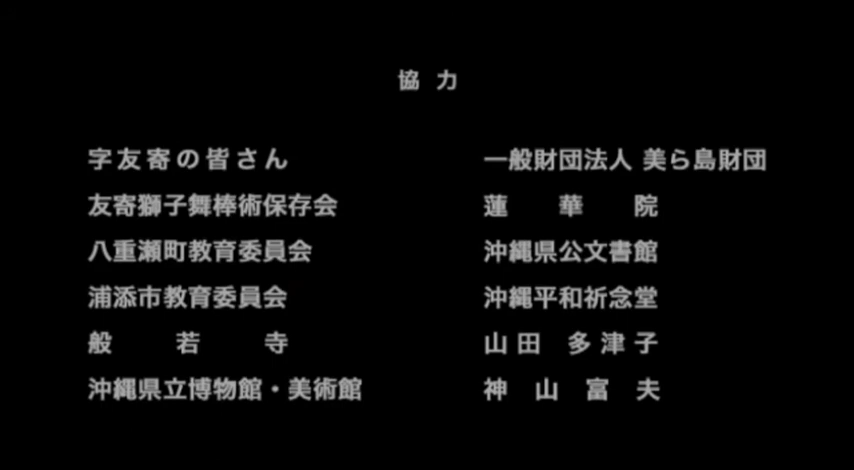 協力
字友寄の皆さん
友寄獅子舞棒術保存会
八重瀬町教育委員会
浦添市教育委員会
般若寺
沖縄県立博物館・美術館
一般財団法人 美ら島財団
蓮華院
沖縄県公文書館
沖縄平和祈念堂
山田 多津子
神山富夫